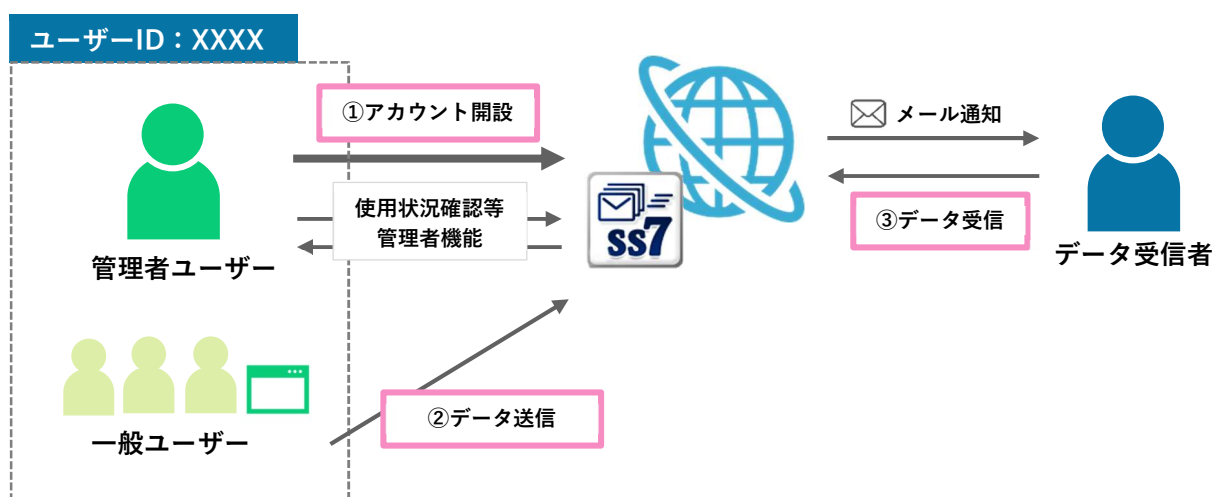 ユーザーID：XXXX
①アカウント開設
メール通知
使用状況確認等
管理者機能
ss7
③データ受信
管理者ユーザー
データ受信者
②データ送信
一般ユーザー